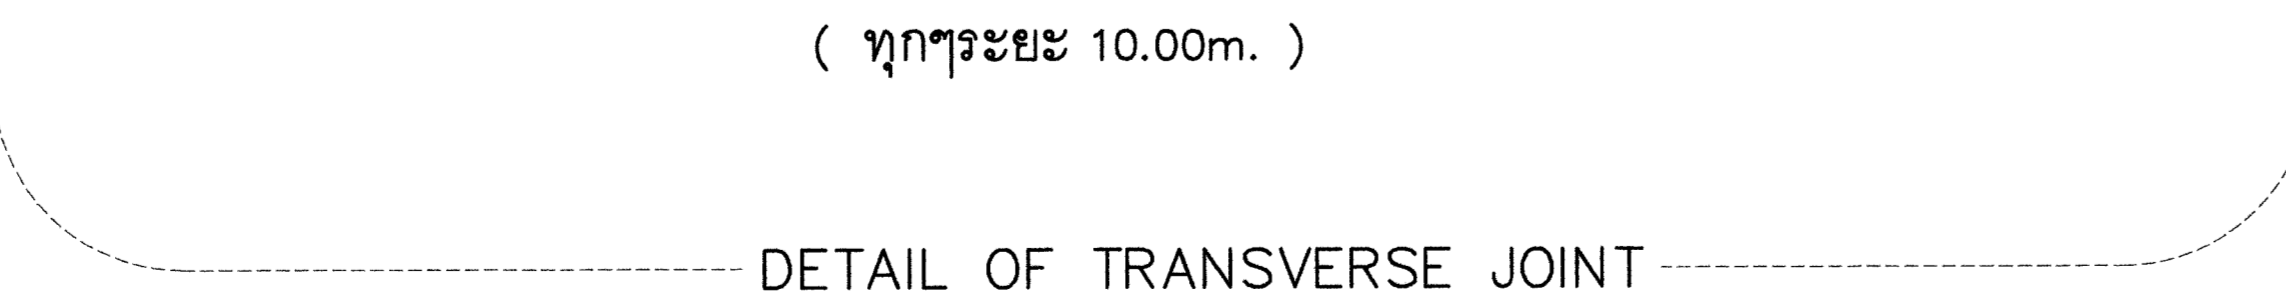 ( ทุกๆระยะ 10.00m. )
DETAIL OF TRANSVERSE JOINT